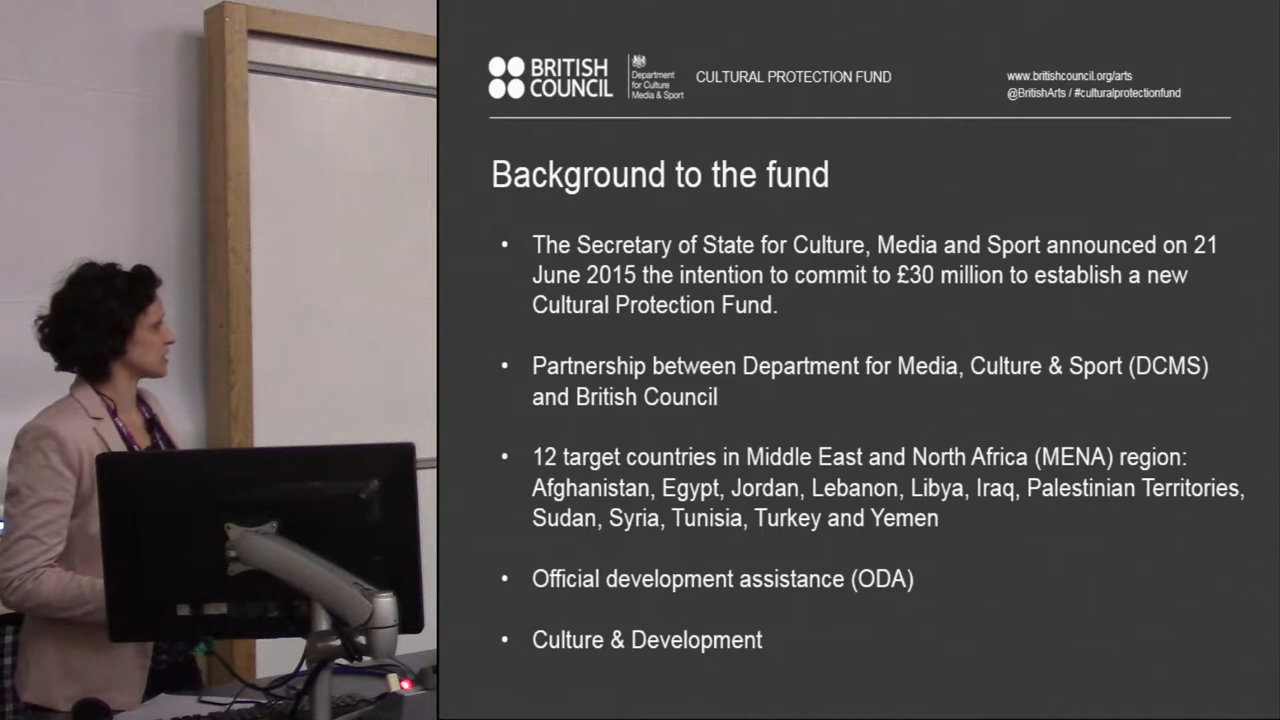 BRITISH
COUNCIL
Department
for Culture
Media & Sport
CULTURAL PROTECTION FUND
www.britishcouncil.org/arts
@BritishArts / #culturalprotectionfund
Background to the fund
• The Secretary of State for Culture, Media and Sport announced on 21
June 2015 the intention to commit to £30 million to establish a new
Cultural Protection Fund.
• Partnership between Department for Media, Culture & Sport (DCMS)
and British Council
• 12 target countries in Middle East and North Africa (MENA) region:
Afghanistan, Egypt, Jordan, Lebanon, Libya, Iraq, Palestinian Territories,
Sudan, Syria, Tunisia, Turkey and Yemen
• Official development assistance (ODA)
• Culture & Development